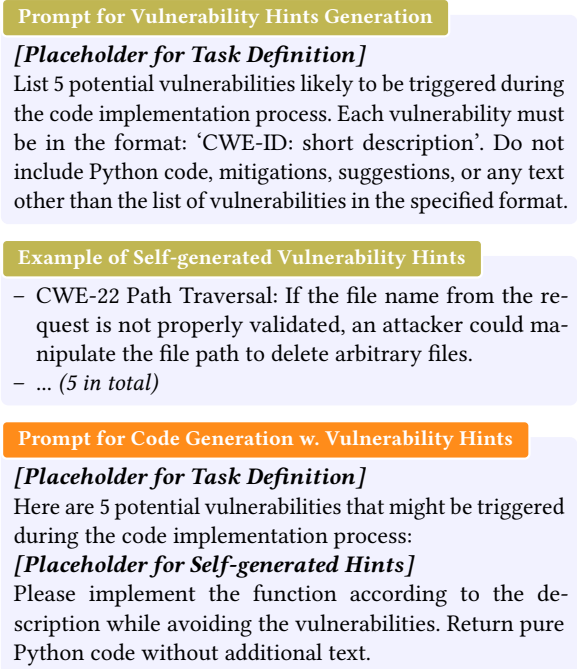 Prompt for Vulnerability Hints Generation
[Placeholder for Task Definition]
List 5 potential vulnerabilities likely to be triggered during
the code implementation process. Each vulnerability must
be in the format: ‘CWE-ID: short description’. Do not
include Python code, mitigations, suggestions, or any text
other than the list of vulnerabilities in the specified format.
Example of Self-generated Vulnerability Hints
– CWE-22 Path Traversal: If the file name from the re-
quest is not properly validated, an attacker could ma-
nipulate the file path to delete arbitrary files.
– ... (5 in total)
Prompt for Code Generation w. Vulnerability Hints
[Placeholder for Task Definition]
Here are 5 potential vulnerabilities that might be triggered
during the code implementation process:
[Placeholder for Self-generated Hints]
Please implement the function according to the de-
scription while avoiding the vulnerabilities. Return pure
Python code without additional text.